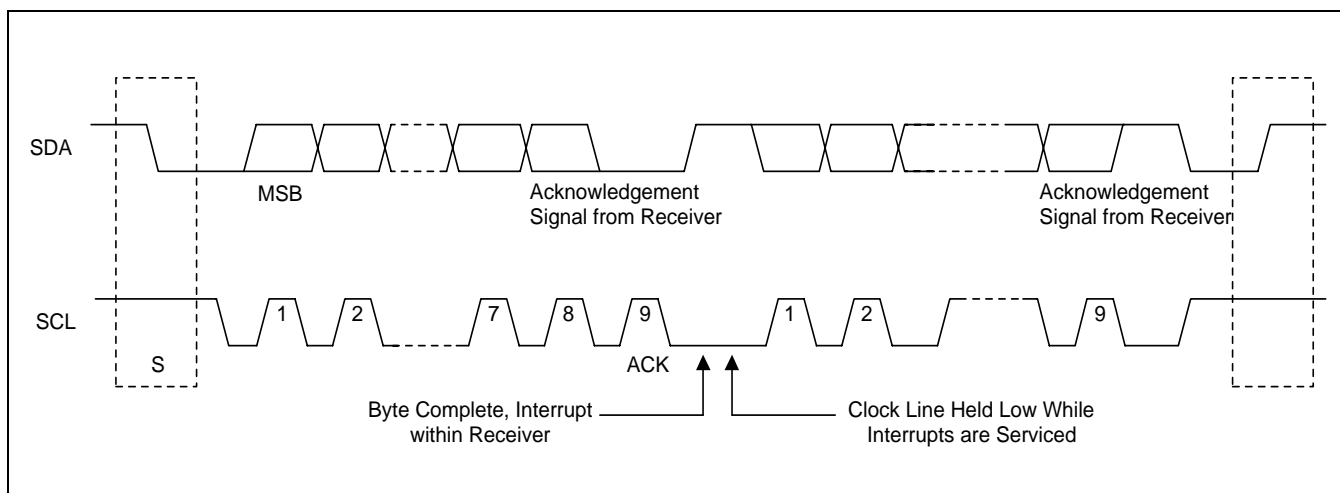 SDA
MSB
Acknowledgement
Signal from Receiver
Acknowledgement
Signal from Receiver
SCL
1
2
7
8
9
1
2
9
S
ACK
Byte Complete, Interrupt
within Receiver
Clock Line Held Low While
Interrupts are Serviced